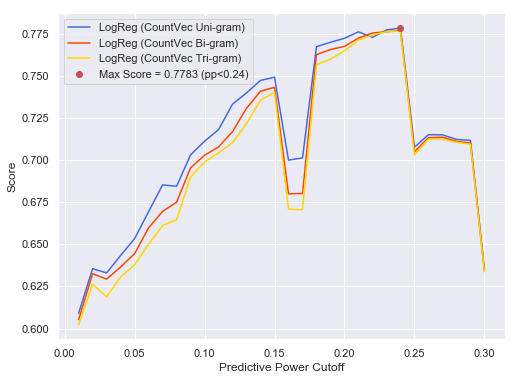 LogReg (CountVec Uni-gram)
LogReg (CountVec Bi-gram)
LogReg (CountVec Tri-gram)
Max Score = 0.7783 (pp<0.24)
0.775
0.750
0.725
0.700
0.675
0.650
0.625
0.600
Score
0.00 0.05 0.10 0.15 0.20 0.25 0.30
Predictive Power Cutoff